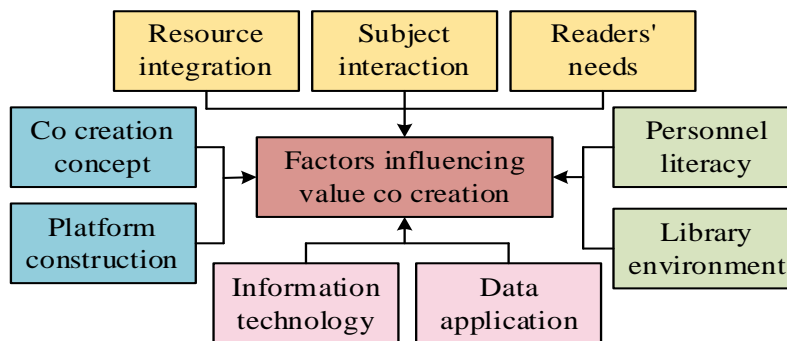 Resource
integration
Subject
interaction
Readers'
needs
Co creation
concept
Factors influencing
value co creation
Personnel
literacy
Platform
construction
Library
environment
Information
technology
Data
application